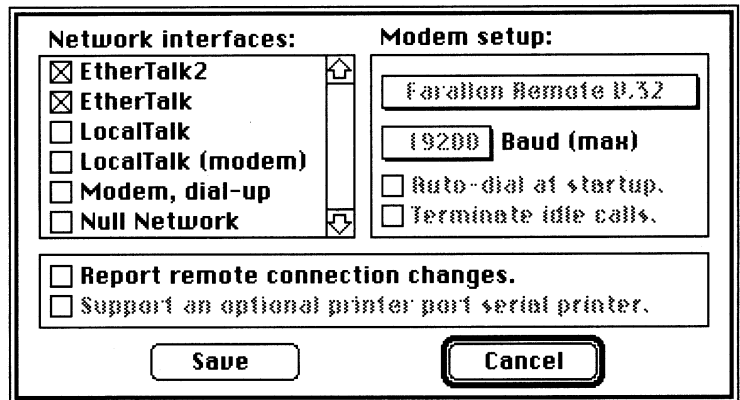 Network interfaces:
EtherTalk2
EtherTalk
LocalTalk
LocalTalk (modem)
Modem, dial-up
Null Network
Modem setup:
Farallon Remote V.32
19200 Baud (max)
Auto-dial at startup.
Terminate idle calls.
Report remote connection changes.
Support an optional printer port serial printer.
Save
Cancel